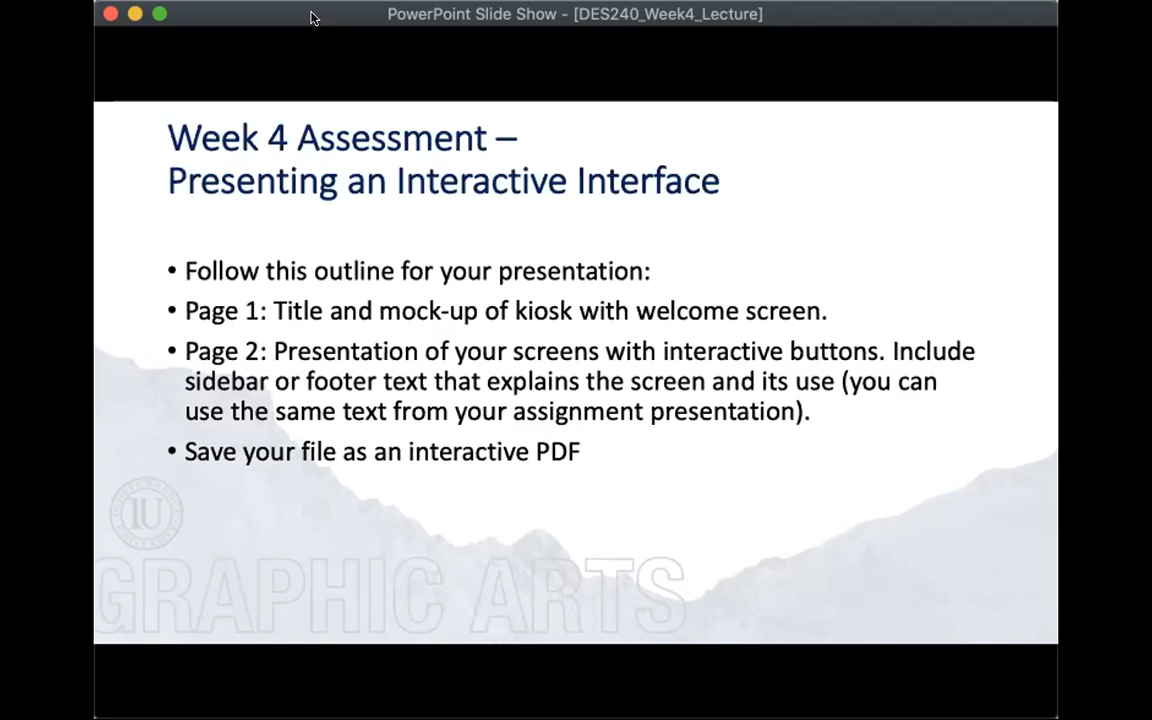 PowerPoint Slide Show - [DES240_Week4_Lecture]
Week 4 Assessment –
Presenting an Interactive Interface
• Follow this outline for your presentation:
• Page 1: Title and mock-up of kiosk with welcome screen.
• Page 2: Presentation of your screens with interactive buttons. Include
sidebar or footer text that explains the screen and its use (you can
use the same text from your assignment presentation).
• Save your file as an interactive PDF
IU
GRAPHIC ARTS